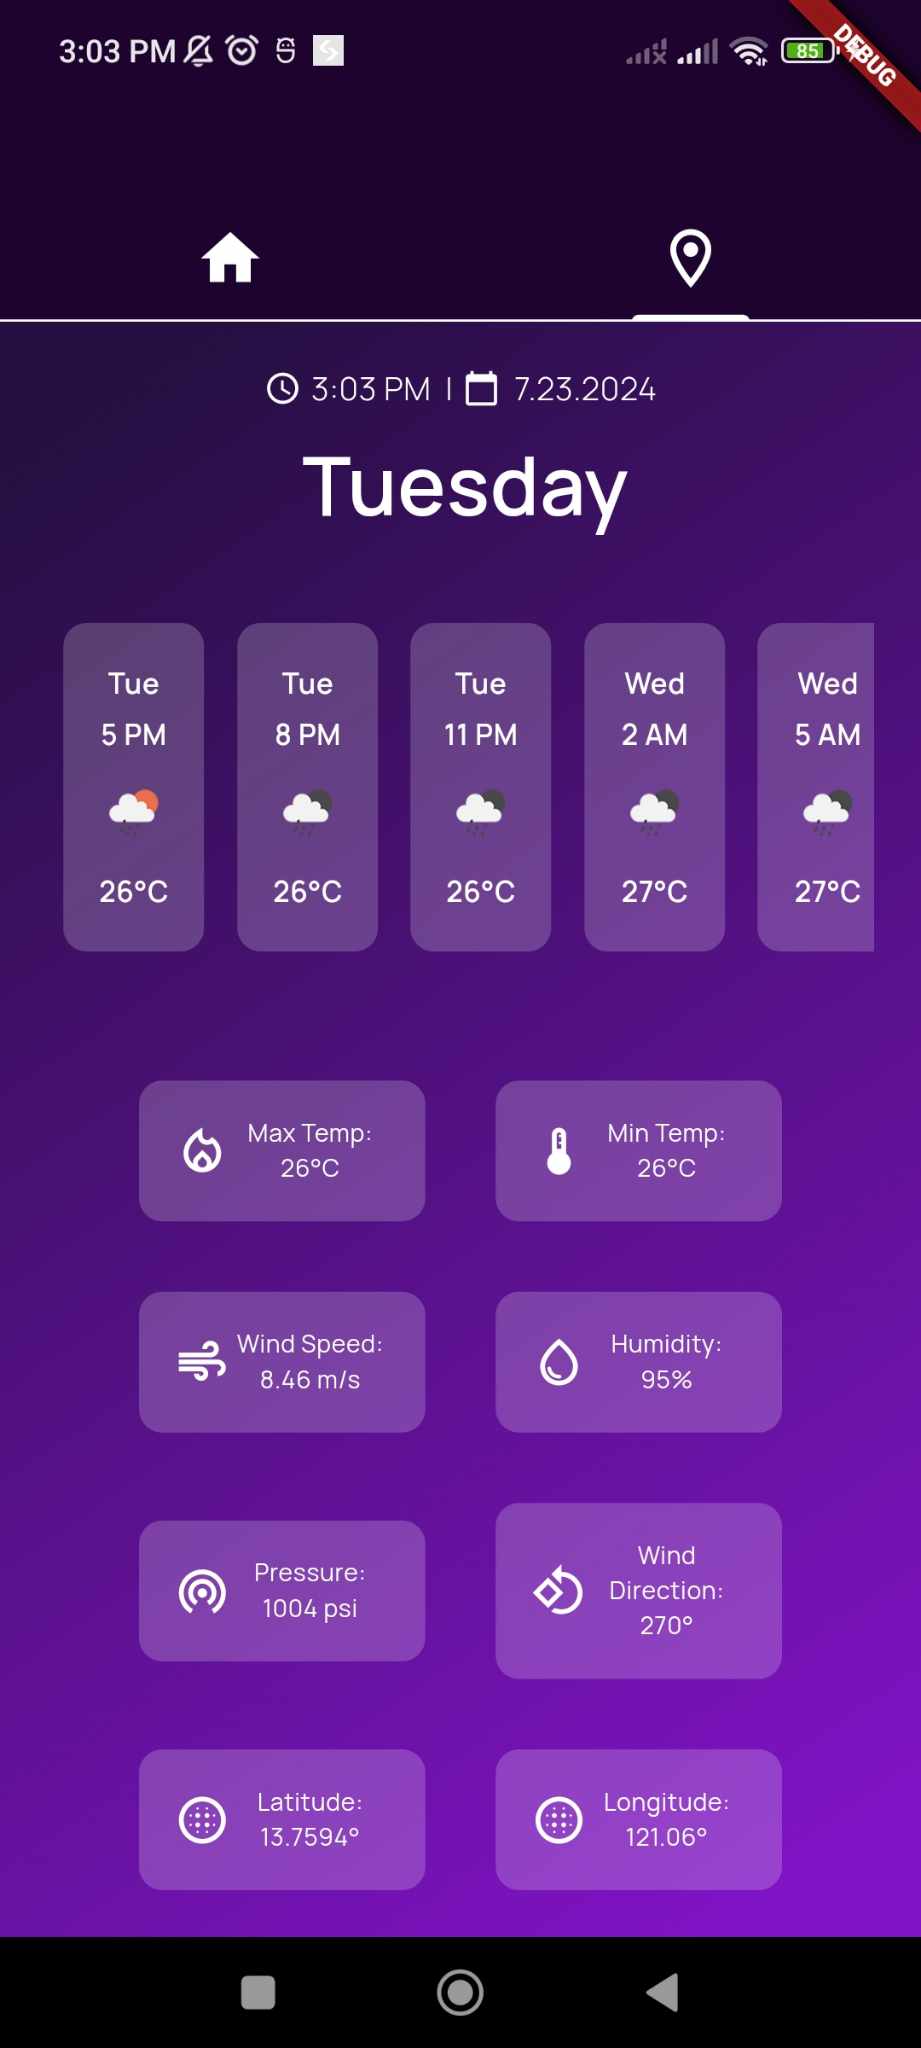 3:03 PM
85
DEBUG
3:03 PM | 7.23.2024
Tuesday
Tue Tue Tue Wed Wed
5 PM 8 PM 11 PM 2 AM 5 AM
26°C 26°C 26°C 27°C 27°C
Max Temp:
26°C
Min Temp:
26°C
Wind Speed:
8.46 m/s
Humidity:
95%
Pressure:
1004 psi
Wind
Direction:
270°
Latitude:
13.7594°
Longitude:
121.06°